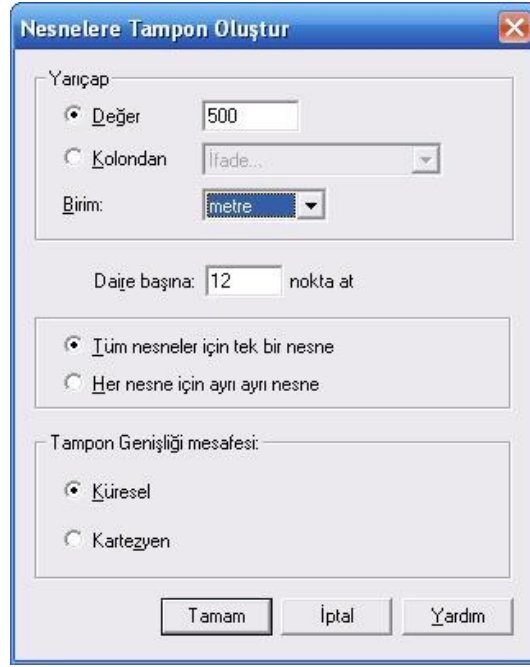 Nesnelere Tampon Oluştur
Yarıçap
Değer 500
Kolondan İfade...
Birim: metre
Daire başına: 12 nokta at
Tüm nesneler için tek bir nesne
Her nesne için ayrı ayrı nesne
Tampon Genişliği mesafesi:
Küresel
Kartezyen
Tamam İptal Yardım